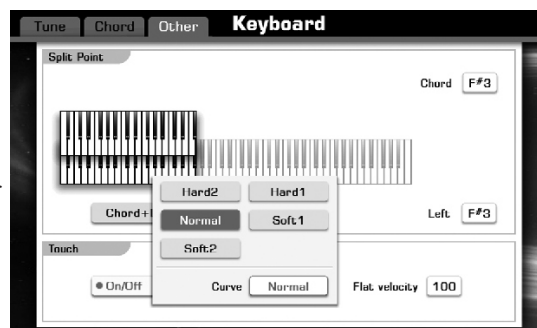 Tune Chord Other Keyboard
Split Point
Chord F#3
Hard2 Hard1
Chord+
Normal Soft1
Left F#3
Soft2
Touch
On/Off
Curve Normal
Flat velocity 100